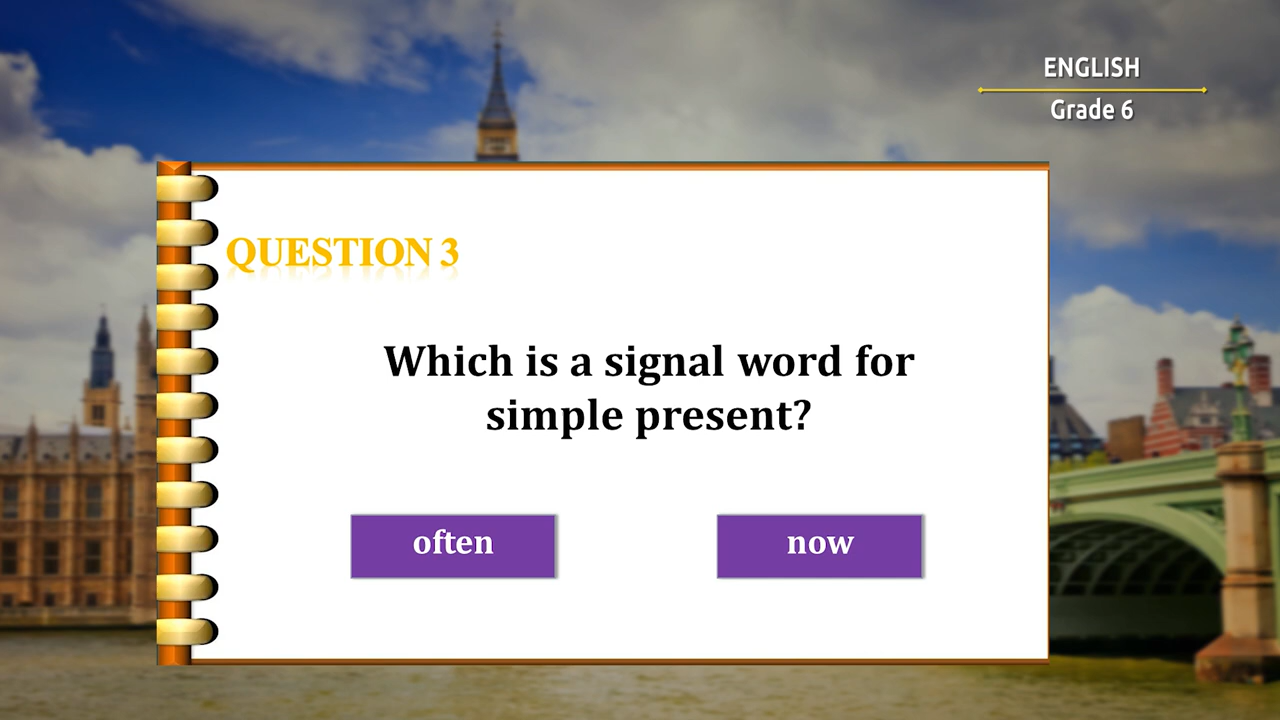 ENGLISH
Grade 6
QUESTION 3
Which is a signal word for
simple present?
often
now